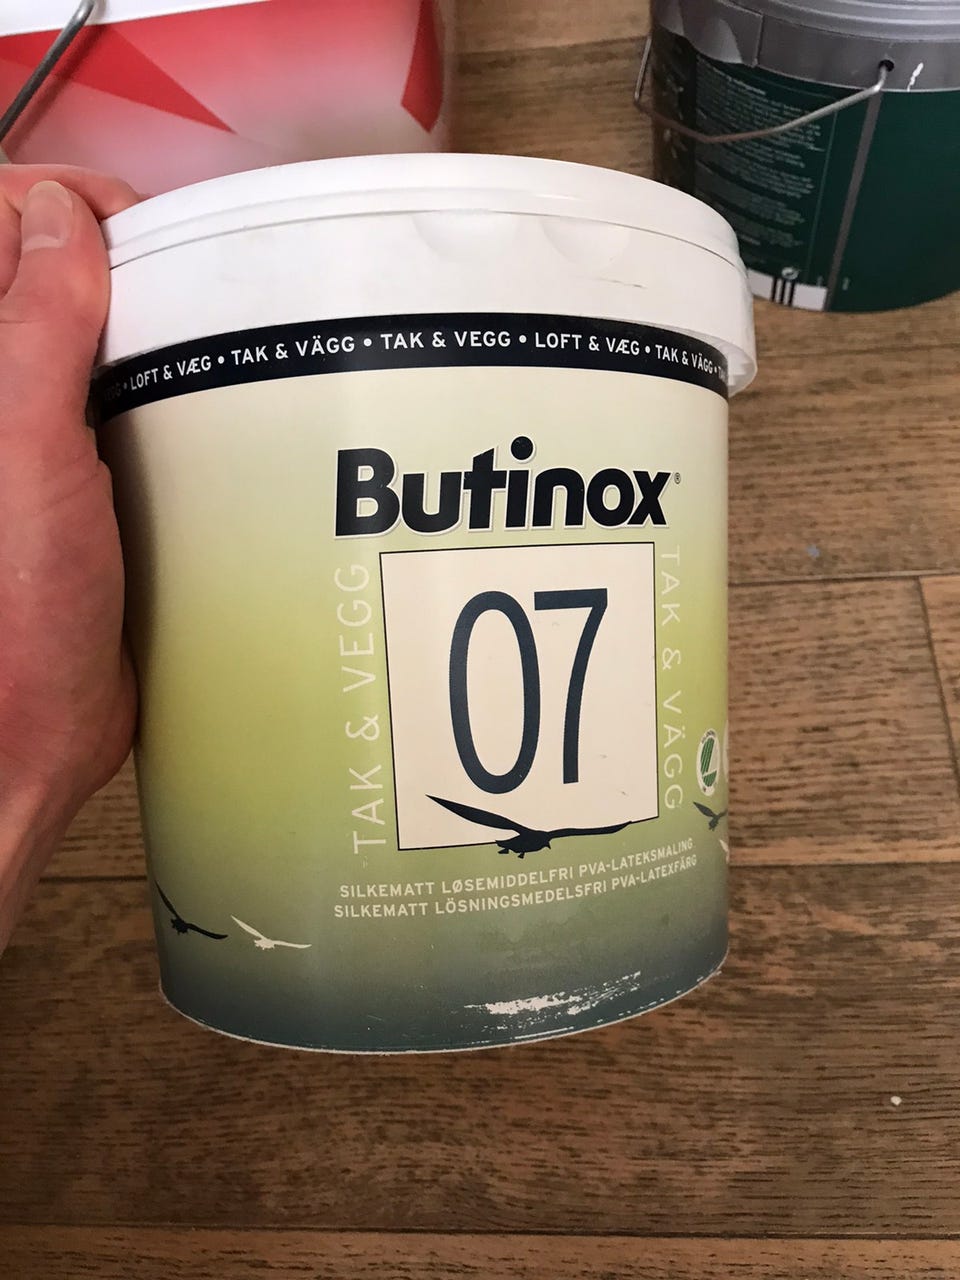 LOFT & VÆG • TAK & VÄGG • TAK & VEGG • LOFT & VÆG • TAK & VÄGG •
Butinox®
TAK & VEGG
07
TAK & VÄGG
SILKEMATT LØSEMIDDELFRI PVA-LATEKSMALING
SILKEMATT LÖSNINGSMEDELSFRI PVA-LATEXFÄRG